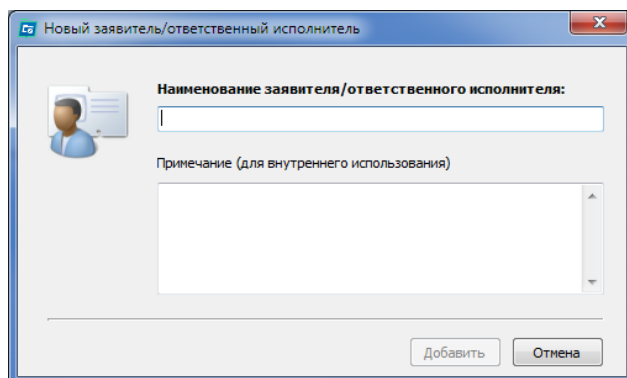 Новый заявитель/ответственный исполнитель
Наименование заявителя/ответственного исполнителя:
Примечание (для внутреннего использования)
Добавить
Отмена